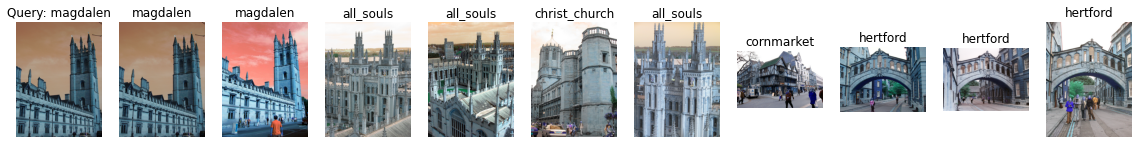 Query: magdalen
magdalen
magdalen
all_souls
all_souls
christ_church
all_souls
cornmarket
hertford
hertford
hertford